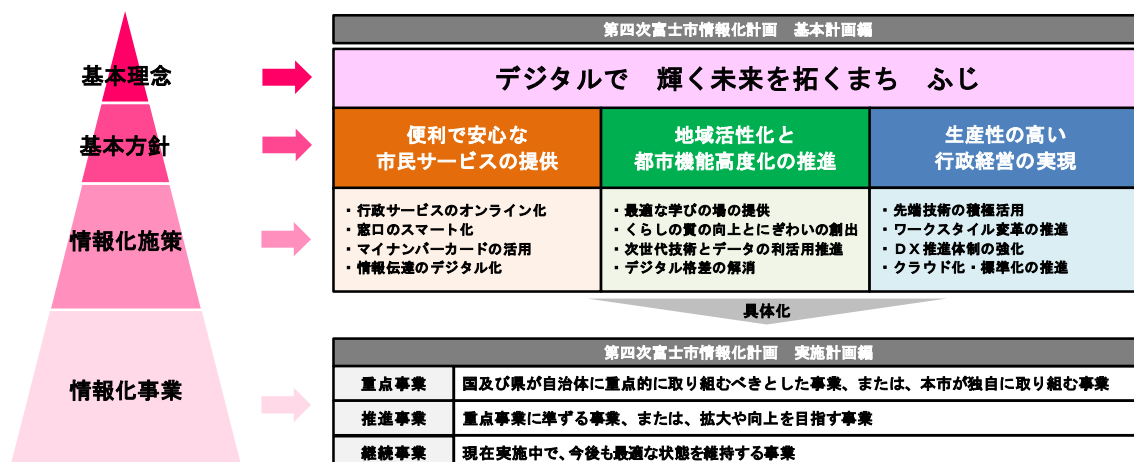 第四次富士市情報化計画　基本計画編
基本理念
デジタルで　輝く未来を拓くまち　ふじ
基本方針
便利で安心な
市民サービスの提供
地域活性化と
都市機能高度化の推進
生産性の高い
行政経営の実現
情報化施策
・行政サービスのオンライン化
・窓口のスマート化
・マイナンバーカードの活用
・情報伝達のデジタル化
・最適な学びの場の提供
・くらしの質の向上とにぎわいの創出
・次世代技術とデータの利活用推進
・デジタル格差の解消
・先端技術の積極活用
・ワークスタイル変革の推進
・ＤＸ推進体制の強化
・クラウド化・標準化の推進
具体化
第四次富士市情報化計画　実施計画編
情報化事業
重点事業　国及び県が自治体に重点的に取り組むべきとした事業、または、本市が独自に取り組む事業
推進事業　重点事業に準ずる事業、または、拡大や向上を目指す事業
継続事業　現在実施中で、今後も最適な状態を維持する事業